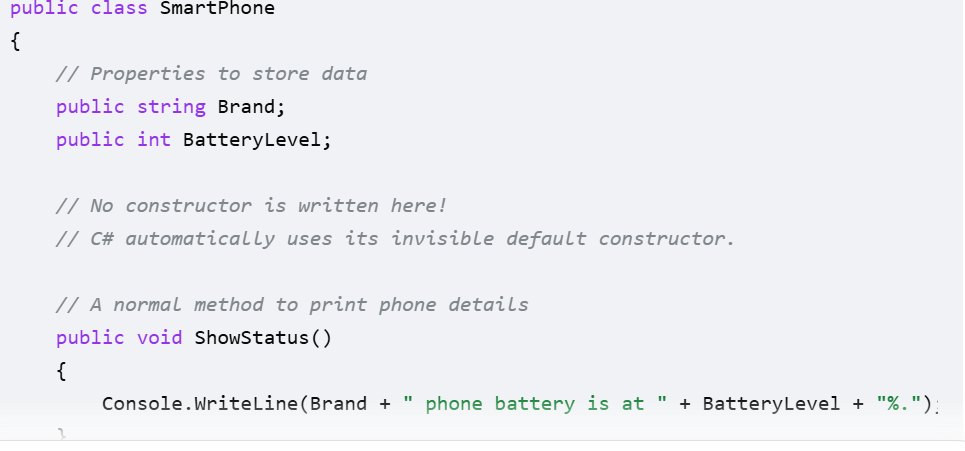 public class SmartPhone
{
// Properties to store data
public string Brand;
public int BatteryLevel;
// No constructor is written here!
// C# automatically uses its invisible default constructor.
// A normal method to print phone details
public void ShowStatus()
{
Console.WriteLine(Brand + " phone battery is at " + BatteryLevel + "%.");
}